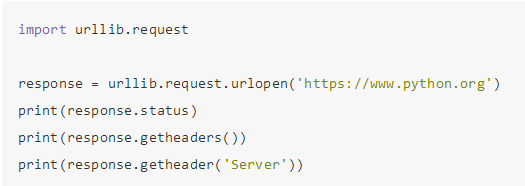 import urllib.request
response = urllib.request.urlopen('https://www.python.org')
print(response.status)
print(response.getheaders())
print(response.getheader('Server'))